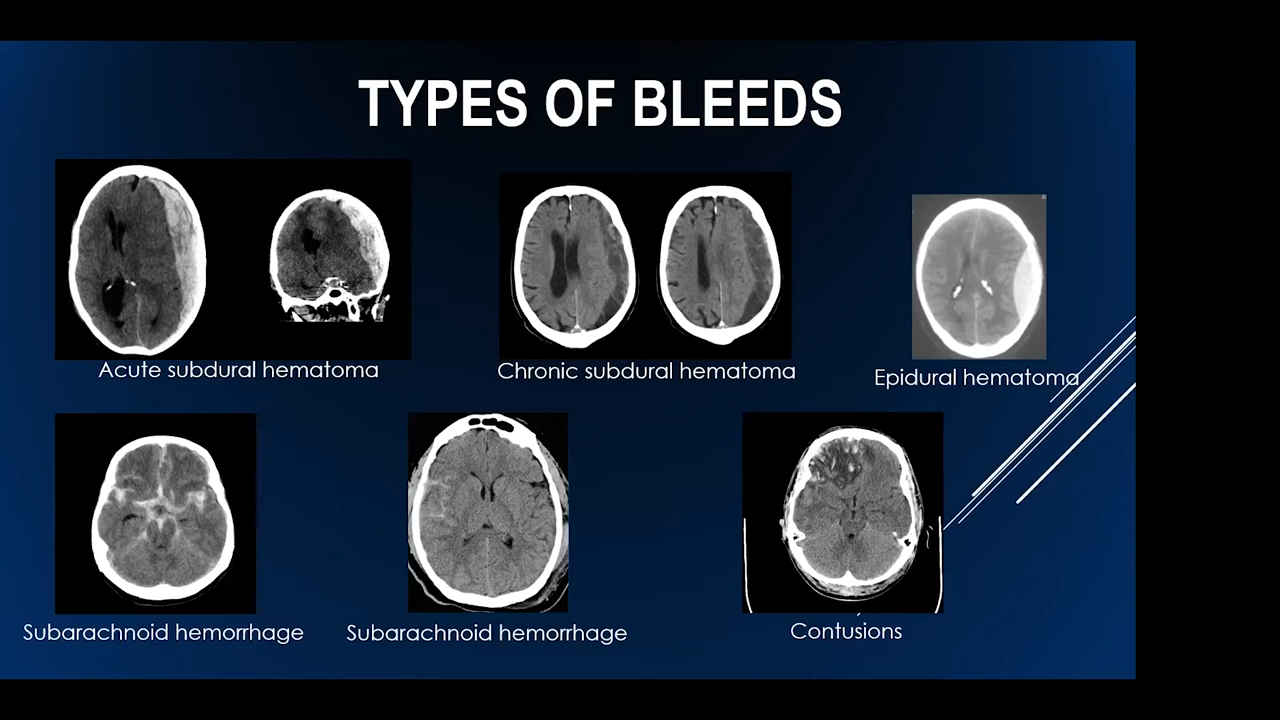 TYPES OF BLEEDS
Acute subdural hematoma
Chronic subdural hematoma
Epidural hematoma
Subarachnoid hemorrhage
Subarachnoid hemorrhage
Contusions